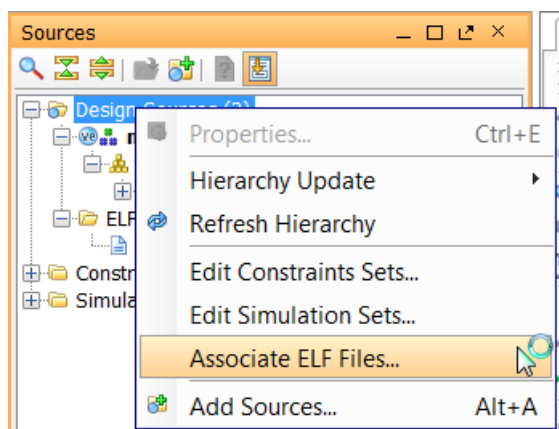 Sources
Design Sources (2)
Properties... Ctrl+E
Hierarchy Update
Refresh Hierarchy
ELF
Edit Constraints Sets...
Constr
Simula
Edit Simulation Sets...
Associate ELF Files...
Add Sources... Alt+A